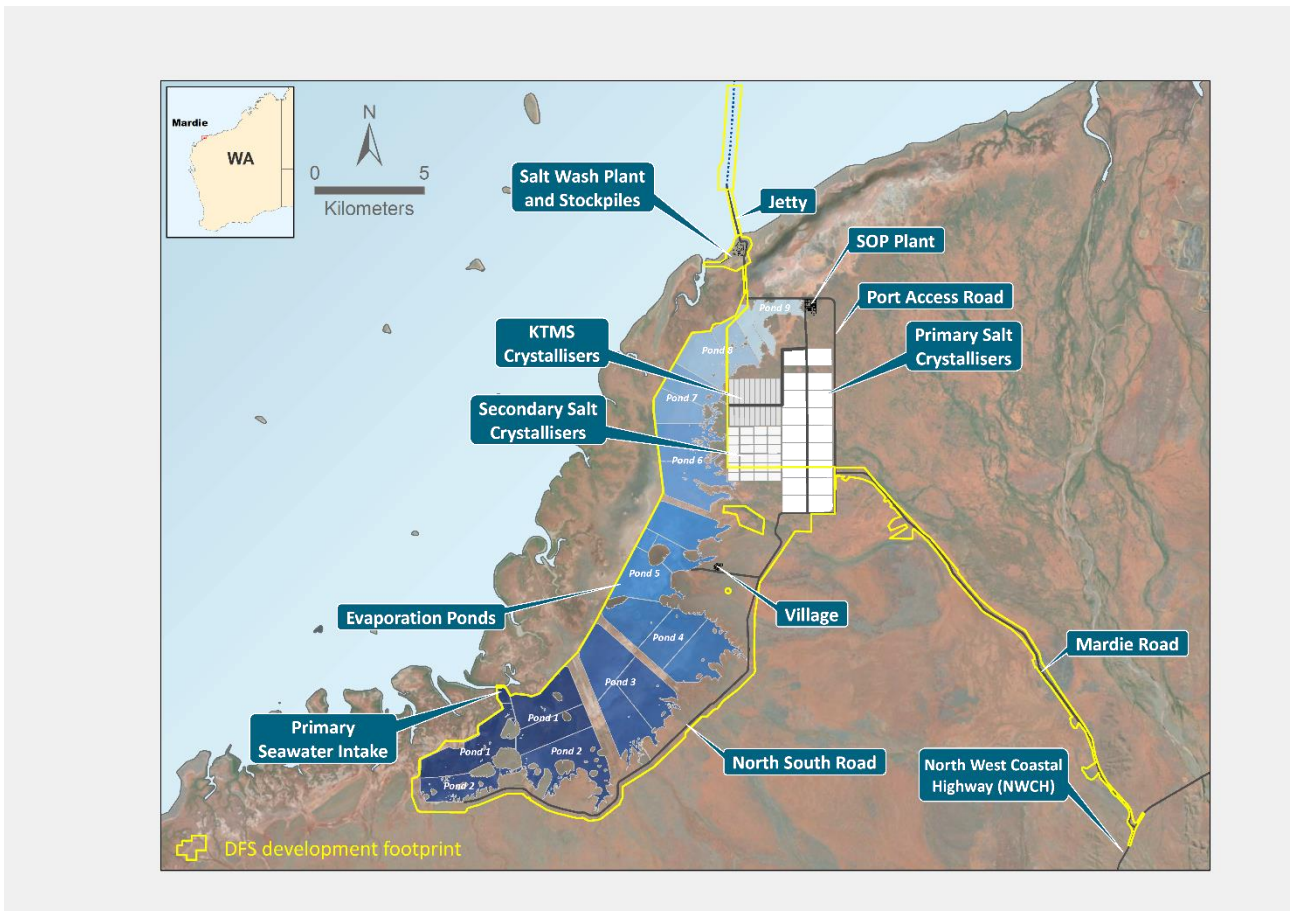 Mardie
WA
N
0 5
Kilometers
Salt Wash Plant
and Stockpiles
Jetty
SOP Plant
Port Access Road
Pond 9
KTMS
Crystallisers
Pond 8
Primary Salt
Crystallisers
Pond 7
Secondary Salt
Crystallisers
Pond 6
Pond 5
Evaporation Ponds
Village
Pond 4
Mardie Road
Pond 3
Primary
Seawater Intake
Pond 1
Pond 1
Pond 2
North South Road
North West Coastal
Highway (NWCH)
Pond 2
DFS development footprint